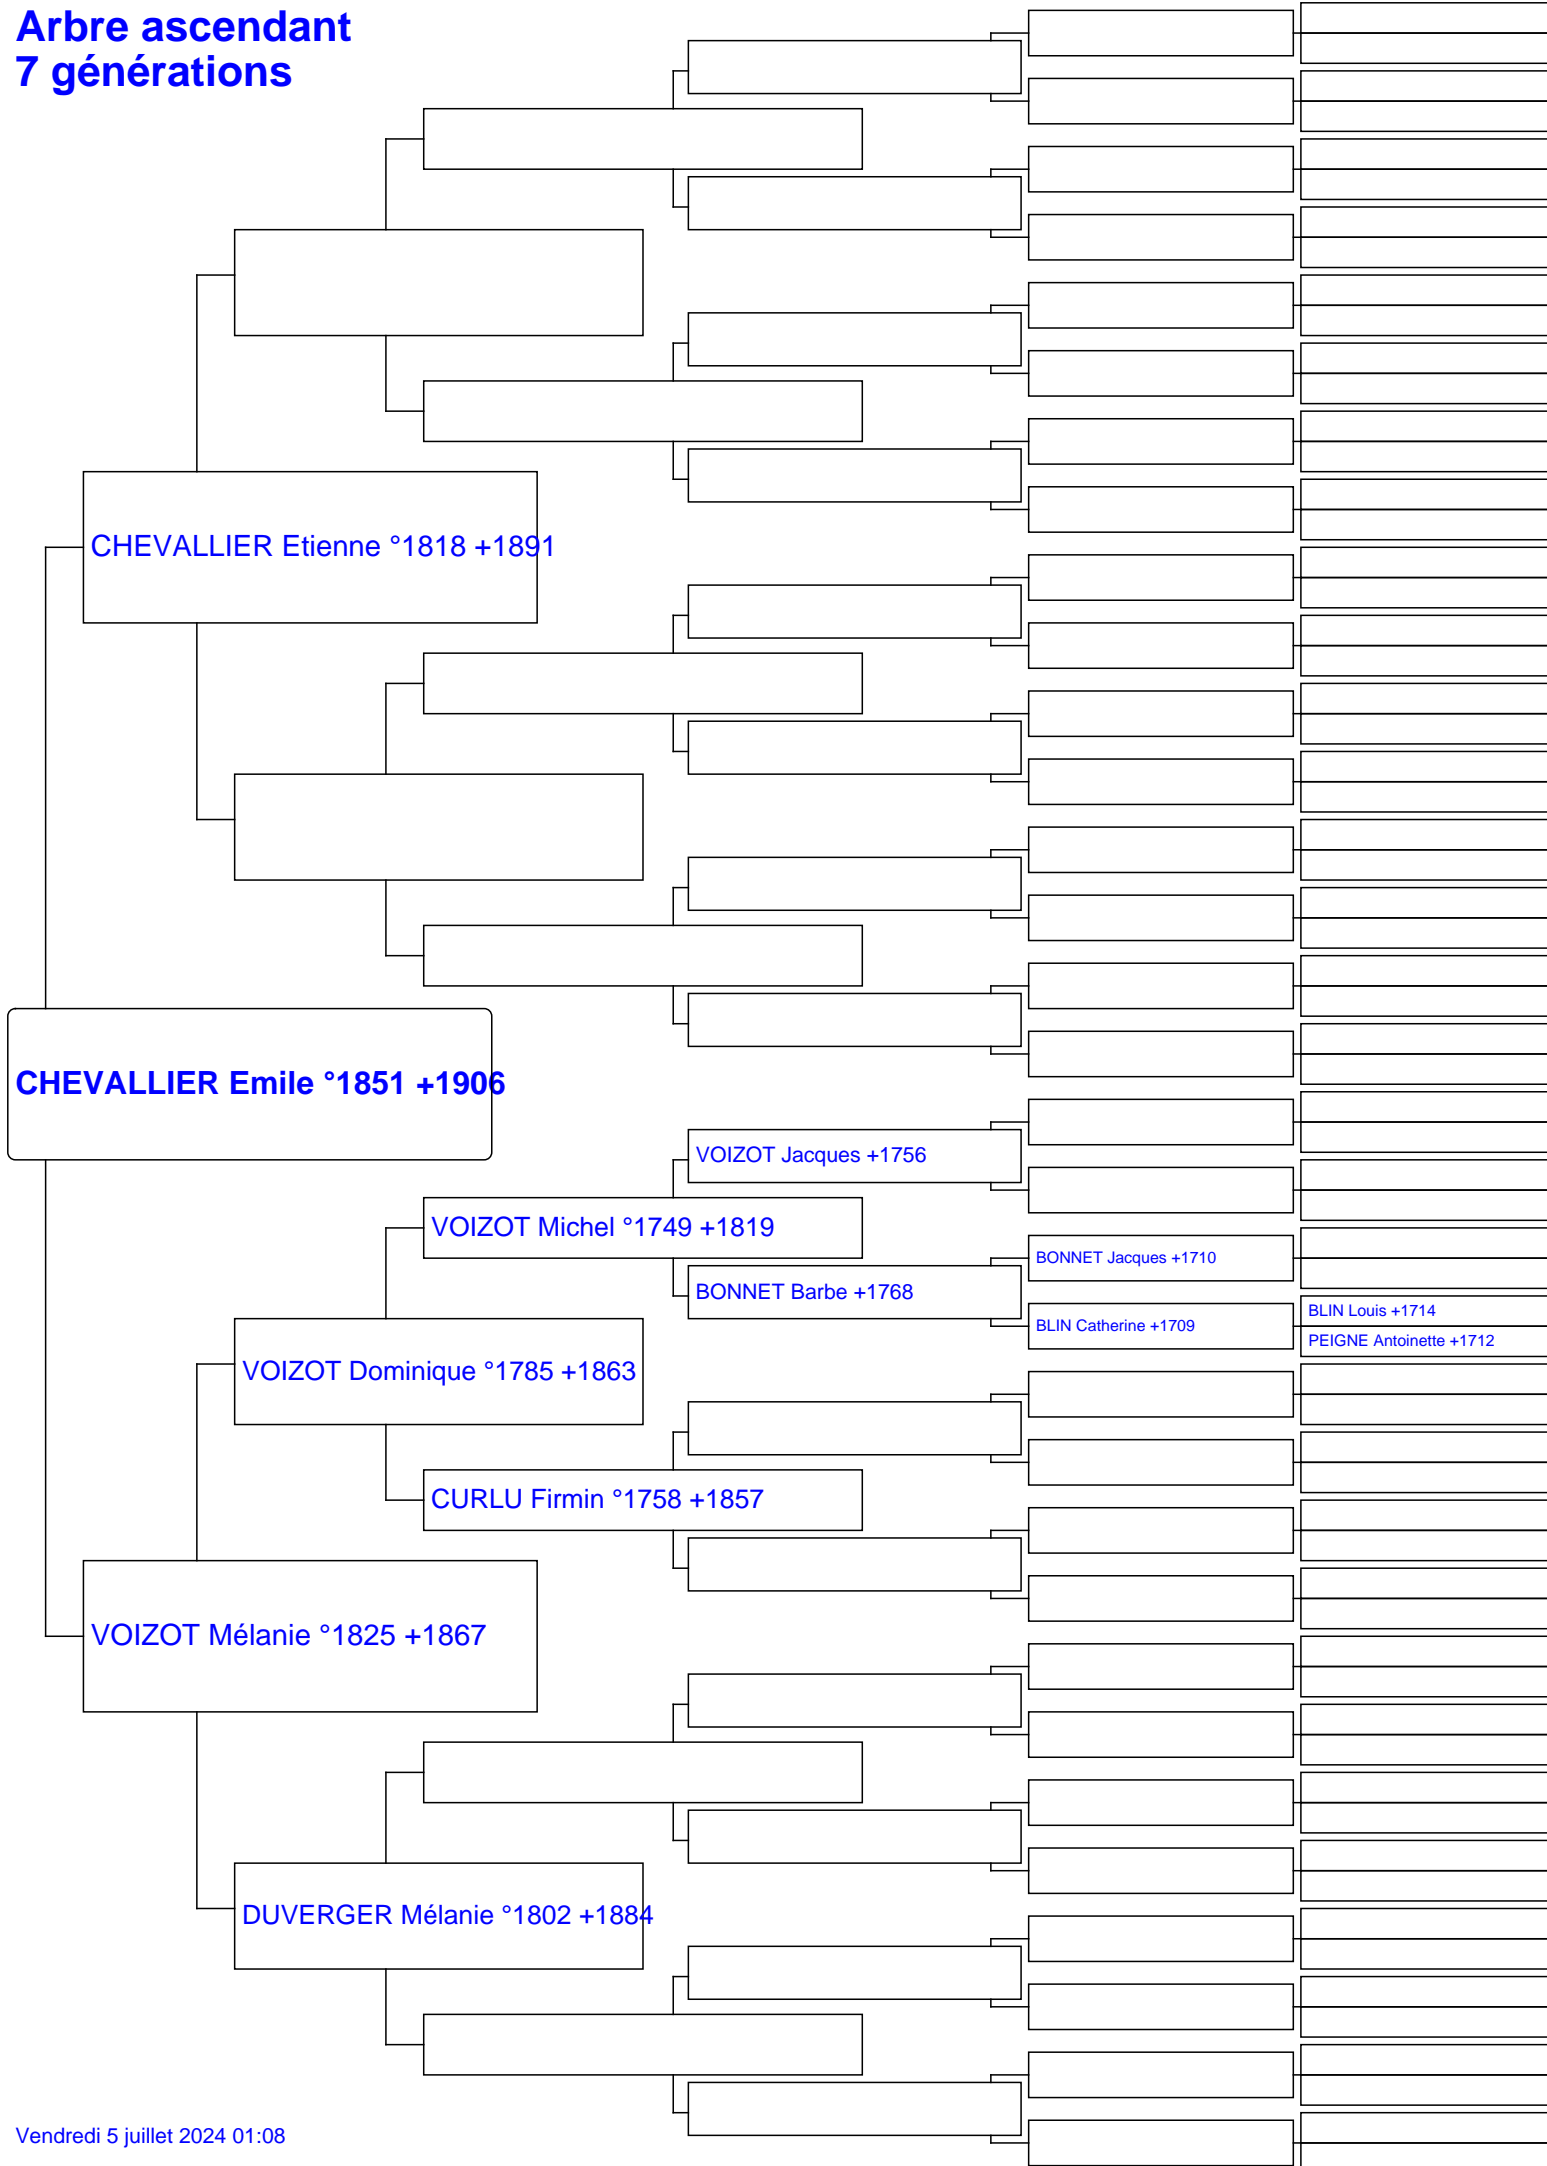 Arbre ascendant
7 générations
CHEVALLIER Etienne °1818 +1891
CHEVALLIER Emile °1851 +1906
VOIZOT Jacques +1756
VOIZOT Michel °1749 +1819
BONNET Jacques +1710
BONNET Barbe +1768
BLIN Louis +1714
BLIN Catherine +1709
PEIGNE Antoinette +1712
VOIZOT Dominique °1785 +1863
CURLU Firmin °1758 +1857
VOIZOT Mélanie °1825 +1867
DUVERGER Mélanie °1802 +1884
Vendredi 5 juillet 2024 01:08